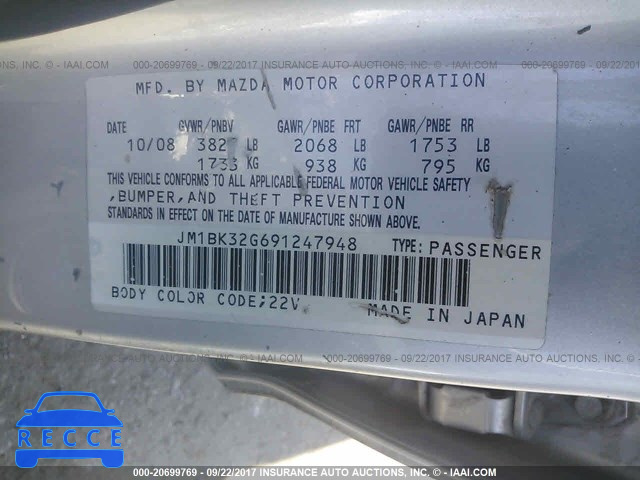 #000-20699769 - 09/22/2017 INSURANCE AUTO AUCTIONS, INC. - © IAAI.COM
MFD. BY MAZDA MOTOR CORPORATION
DATE GVWR/PNBV GAWR/PNBE FRT GAWR/PNBE RR
10/08 LB 2068 LB 1753 LB
1733 KG 938 KG 795 KG
THIS VEHICLE CONFORMS TO ALL APPLICABLE FEDERAL MOTOR VEHICLE SAFETY
,BUMPER,AND THEFT PREVENTION
STANDARDS IN EFFECT ON THE DATE OF MANUFACTURE SHOWN ABOVE.
JM1BK32G691247948 TYPE: PASSENGER
BODY COLOR CODE;22V
MADE IN JAPAN
#000-20699769 - 09/22/2017 INSURANCE AUTO AUCTIONS, INC. - © IAAI.COM
RECCE
#000-20699769 - 09/22/2017 INSURANCE AUTO AUCTIONS, INC. - © IAAI.COM